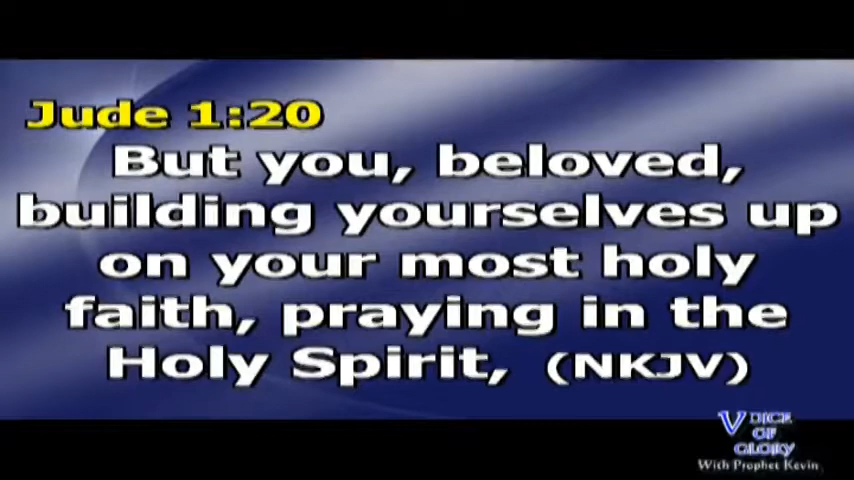 Jude 1:20
But you, beloved,
building yourselves up
on your most holy
faith, praying in the
Holy Spirit, (NKJV)
VOICE
OF
GLORY
With Prophet Kevin